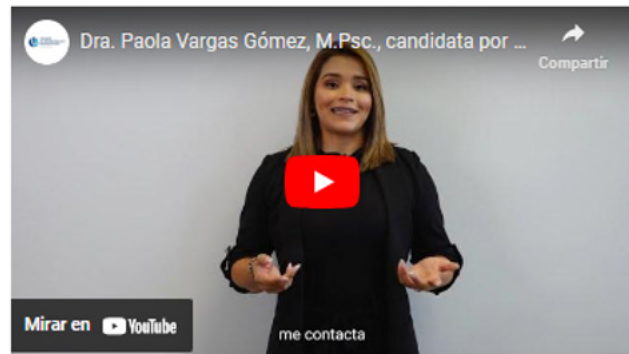 Dra. Paola Vargas Gómez, M.Psc., candidata por ...
Compartir
Mirar en YouTube
me contacta